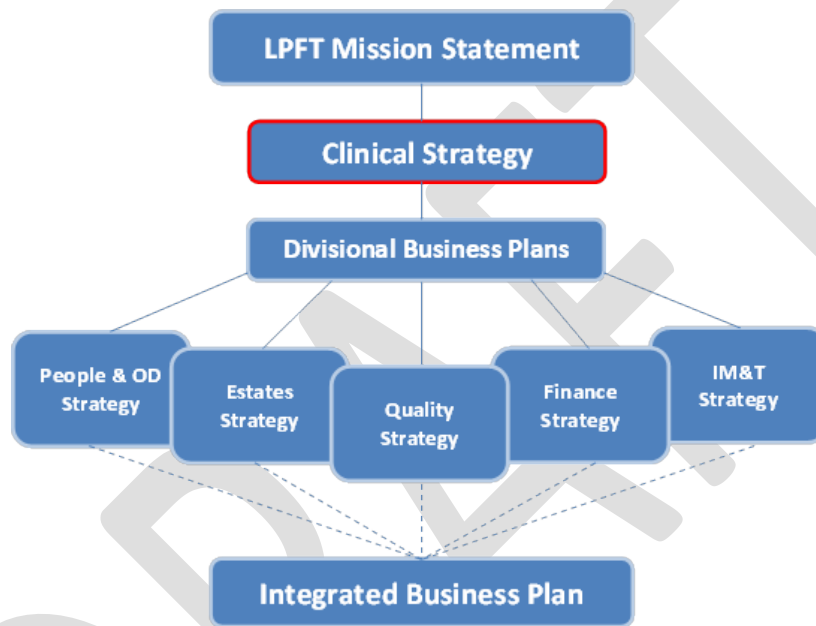 LPFT Mission Statement
Clinical Strategy
Divisional Business Plans
People & OD
Strategy
Estates
Strategy
Quality
Strategy
Finance
Strategy
IM&T
Strategy
Integrated Business Plan
DRAFT